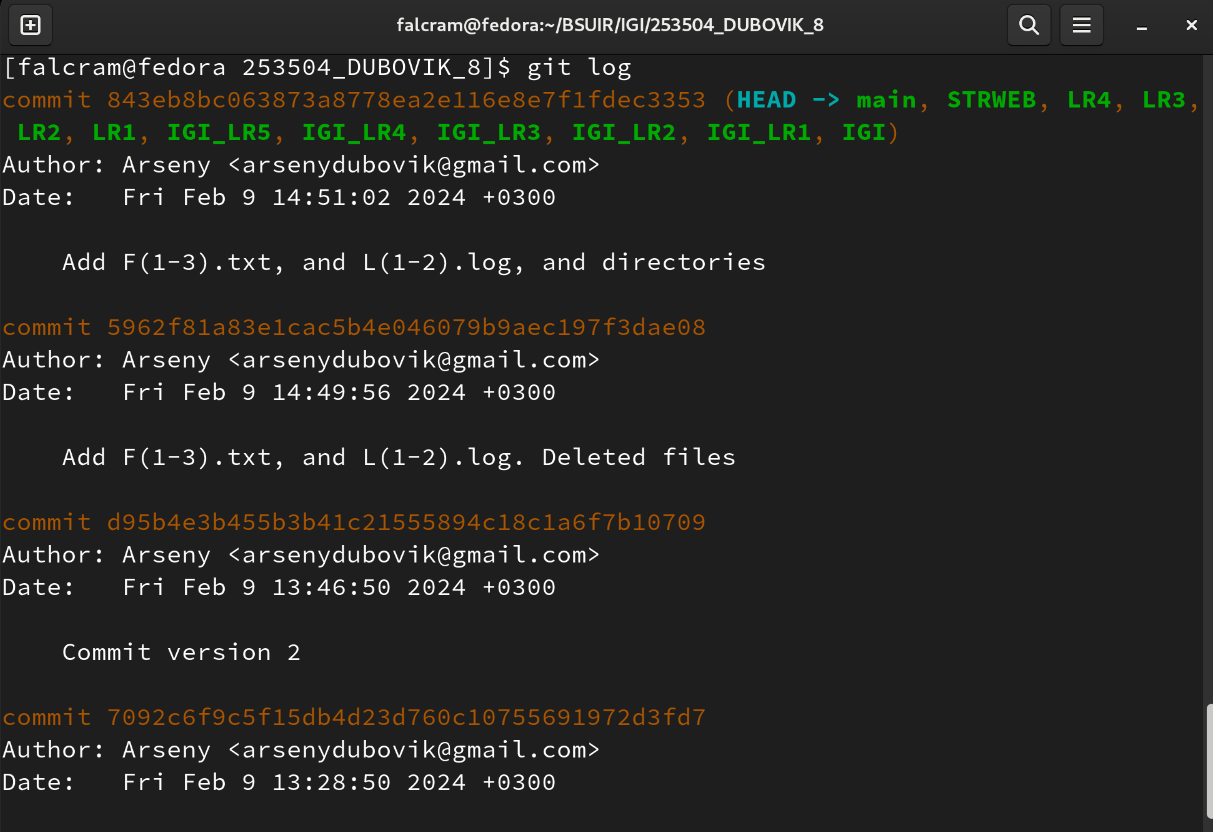 falcram@fedora:~/BSUIR/IGI/253504_DUBOVIK_8
[falcram@fedora 253504_DUBOVIK_8]$ git log
commit 843eb8bc063873a8778ea2e116e8e7f1fdec3353 (HEAD -> main, STRWEB, LR4, LR3,
LR2, LR1, IGI_LR5, IGI_LR4, IGI_LR3, IGI_LR2, IGI_LR1, IGI)
Author: Arseny <arsenydubovik@gmail.com>
Date:   Fri Feb 9 14:51:02 2024 +0300
Add F(1-3).txt, and L(1-2).log, and directories
commit 5962f81a83e1cac5b4e046079b9aec197f3dae08
Author: Arseny <arsenydubovik@gmail.com>
Date:   Fri Feb 9 14:49:56 2024 +0300
Add F(1-3).txt, and L(1-2).log. Deleted files
commit d95b4e3b455b3b41c21555894c18c1a6f7b10709
Author: Arseny <arsenydubovik@gmail.com>
Date:   Fri Feb 9 13:46:50 2024 +0300
Commit version 2
commit 7092c6f9c5f15db4d23d760c10755691972d3fd7
Author: Arseny <arsenydubovik@gmail.com>
Date:   Fri Feb 9 13:28:50 2024 +0300